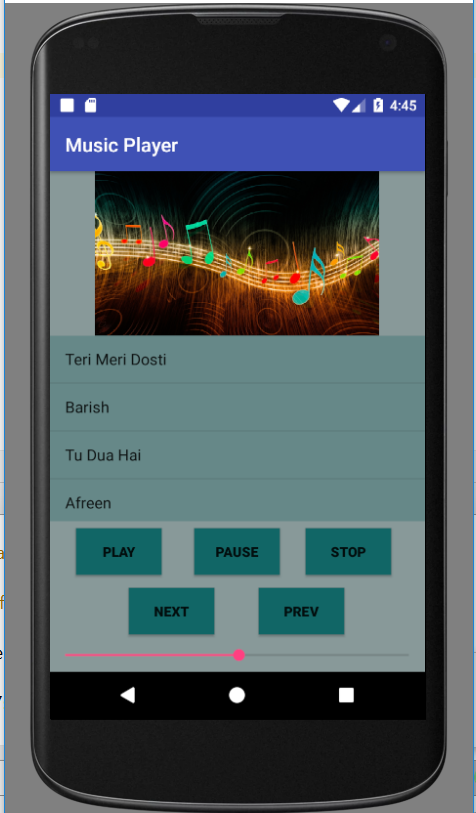 4:45
Music Player
Teri Meri Dosti
Barish
Tu Dua Hai
Afreen
PLAY PAUSE STOP
NEXT PREV